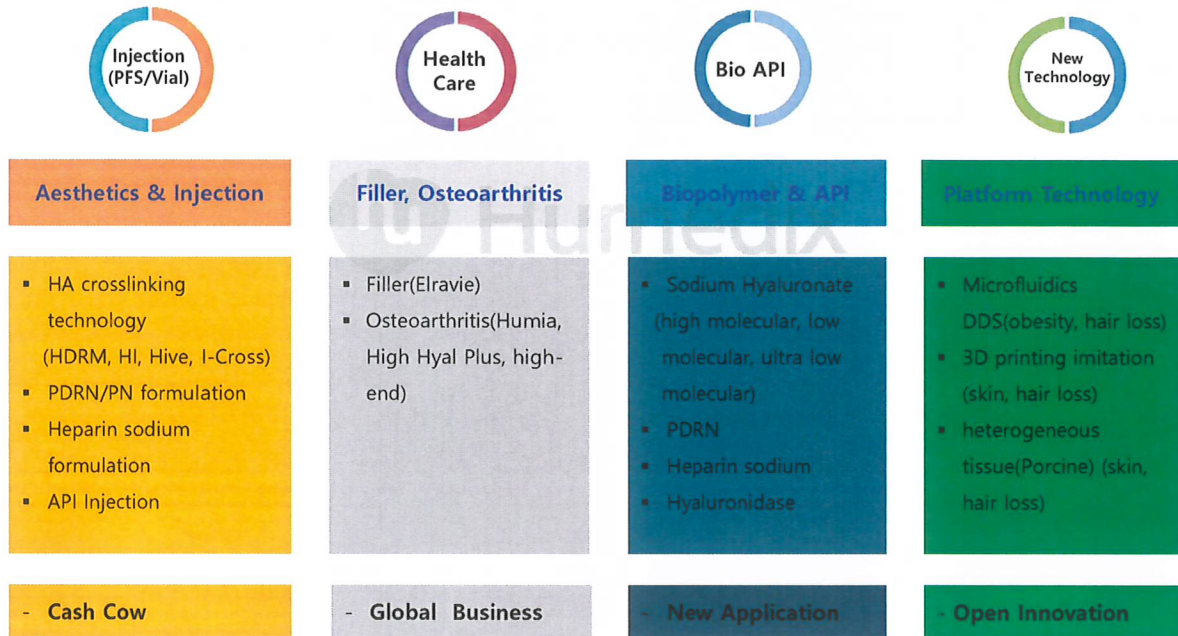 Injection
(PFS/Vial)
Health
Care
Bio API
New
Technology
Aesthetics & Injection
Filler, Osteoarthritis
Biopolymer & API
Platform Technology
Humedix
▪ HA crosslinking
technology
(HDRM, HI, Hive, I-Cross)
▪ PDRN/PN formulation
▪ Heparin sodium
formulation
▪ API Injection
▪ Filler(Elravie)
▪ Osteoarthritis(Humia,
High Hyal Plus, high-
end)
▪ Sodium Hyaluronate
(high molecular, low
molecular, ultra low
molecular)
▪ PDRN
▪ Heparin sodium
▪ Hyaluronidase
▪ Microfluidics
DDS(obesity, hair loss)
▪ 3D printing imitation
(skin, hair loss)
▪ heterogeneous
tissue(Porcine) (skin,
hair loss)
- Cash Cow
- Global Business
- New Application
- Open Innovation